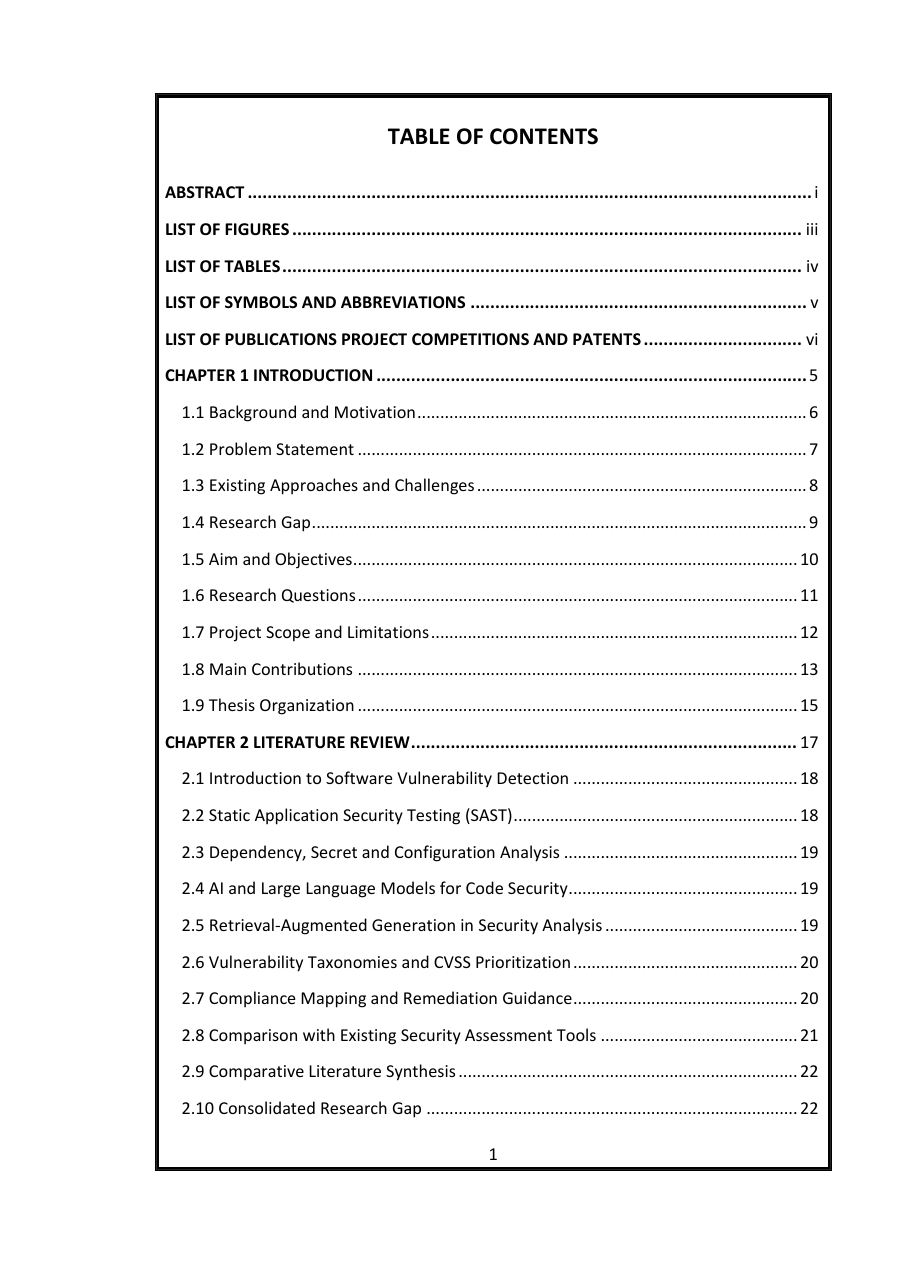 TABLE OF CONTENTS
ABSTRACT ........................................................................................................................ i
LIST OF FIGURES ........................................................................................................ iii
LIST OF TABLES .......................................................................................................... iv
LIST OF SYMBOLS AND ABBREVIATIONS .................................................................... v
LIST OF PUBLICATIONS PROJECT COMPETITIONS AND PATENTS ................................ vi
CHAPTER 1 INTRODUCTION ........................................................................................ 5
1.1 Background and Motivation .................................................................................... 6
1.2 Problem Statement ................................................................................................. 7
1.3 Existing Approaches and Challenges ....................................................................... 8
1.4 Research Gap .......................................................................................................... 9
1.5 Aim and Objectives ............................................................................................... 10
1.6 Research Questions .............................................................................................. 11
1.7 Project Scope and Limitations ............................................................................... 12
1.8 Main Contributions ............................................................................................... 13
1.9 Thesis Organization ............................................................................................... 15
CHAPTER 2 LITERATURE REVIEW ................................................................................ 17
2.1 Introduction to Software Vulnerability Detection ................................................ 18
2.2 Static Application Security Testing (SAST) ............................................................. 18
2.3 Dependency, Secret and Configuration Analysis .................................................. 19
2.4 AI and Large Language Models for Code Security ................................................. 19
2.5 Retrieval-Augmented Generation in Security Analysis .......................................... 19
2.6 Vulnerability Taxonomies and CVSS Prioritization ................................................ 20
2.7 Compliance Mapping and Remediation Guidance ................................................ 20
2.8 Comparison with Existing Security Assessment Tools .......................................... 21
2.9 Comparative Literature Synthesis ......................................................................... 22
2.10 Consolidated Research Gap ................................................................................ 22
1